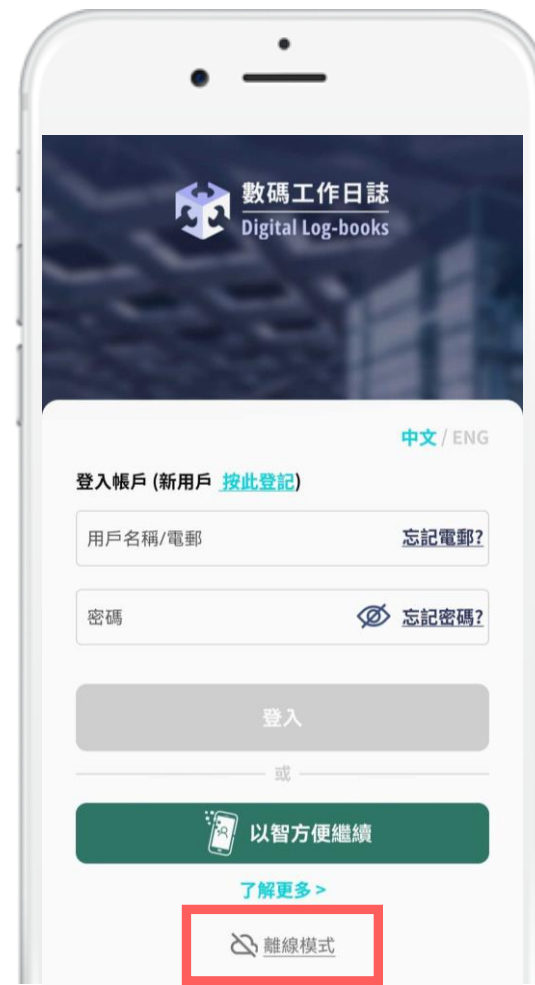 數碼工作日誌
Digital Log-books
中文 / ENG
登入帳戶 (新用戶 按此登記)
用戶名稱/電郵 忘記電郵?
密碼 忘記密碼?
登入
或
以智方便繼續
了解更多 >
離線模式